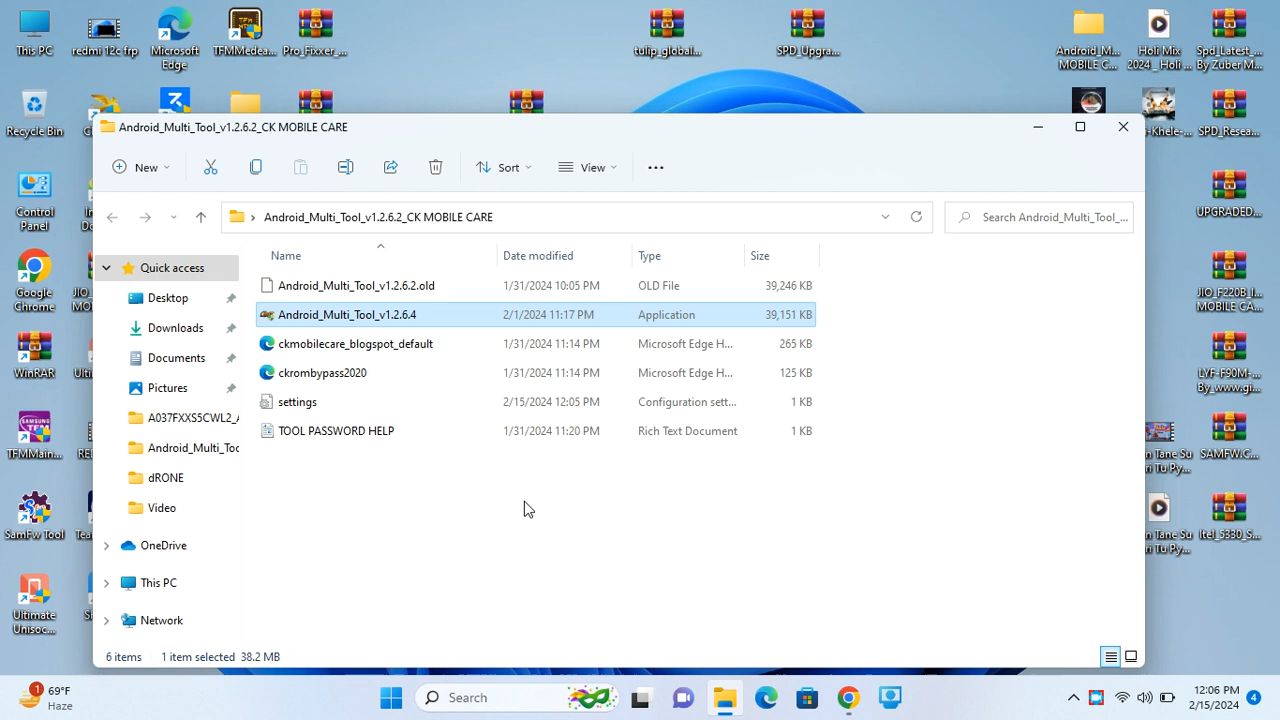 This PC
redmi 12c frp
Microsoft
Edge
TFMMedea...
Pro_Fixxer_...
tulip_global...
SPD_Upgra...
Android_M...
MOBILE C...
Holi Mix
2024 _ Holi ...
Spd_Latest_
By Zuber M...
Recycle Bin
SPD_Resea...
Control
Panel
UPGRADED...
Google
Chrome
JIO_F220B_I...
MOBILE CA...
WinRAR
LYF-F90M-...
By_www.gi...
TFMMain...
SAMFW.C...
SamFw Tool
Itel_5330_S...
Ultimate
Unisoc...
Android_Multi_Tool_v1.2.6.2_CK MOBILE CARE
New
Sort
View
Android_Multi_Tool_v1.2.6.2_CK MOBILE CARE
Search Android_Multi_Tool_...
Name
Date modified
Type
Size
Quick access
Desktop
Downloads
Documents
Pictures
A037FXXS5CWL2_A
Android_Multi_Too
dRONE
Video
OneDrive
This PC
Network
Android_Multi_Tool_v1.2.6.2.old 1/31/2024 10:05 PM OLD File 39,246 KB
Android_Multi_Tool_v1.2.6.4 2/1/2024 11:17 PM Application 39,151 KB
ckmobilecare_blogspot_default 1/31/2024 11:14 PM Microsoft Edge H... 265 KB
ckrombypass2020 1/31/2024 11:14 PM Microsoft Edge H... 125 KB
settings 2/15/2024 12:05 PM Configuration sett... 1 KB
TOOL PASSWORD HELP 1/31/2024 11:20 PM Rich Text Document 1 KB
6 items 1 item selected 38.2 MB
1
69°F
Haze
Search
12:06 PM
2/15/2024
4